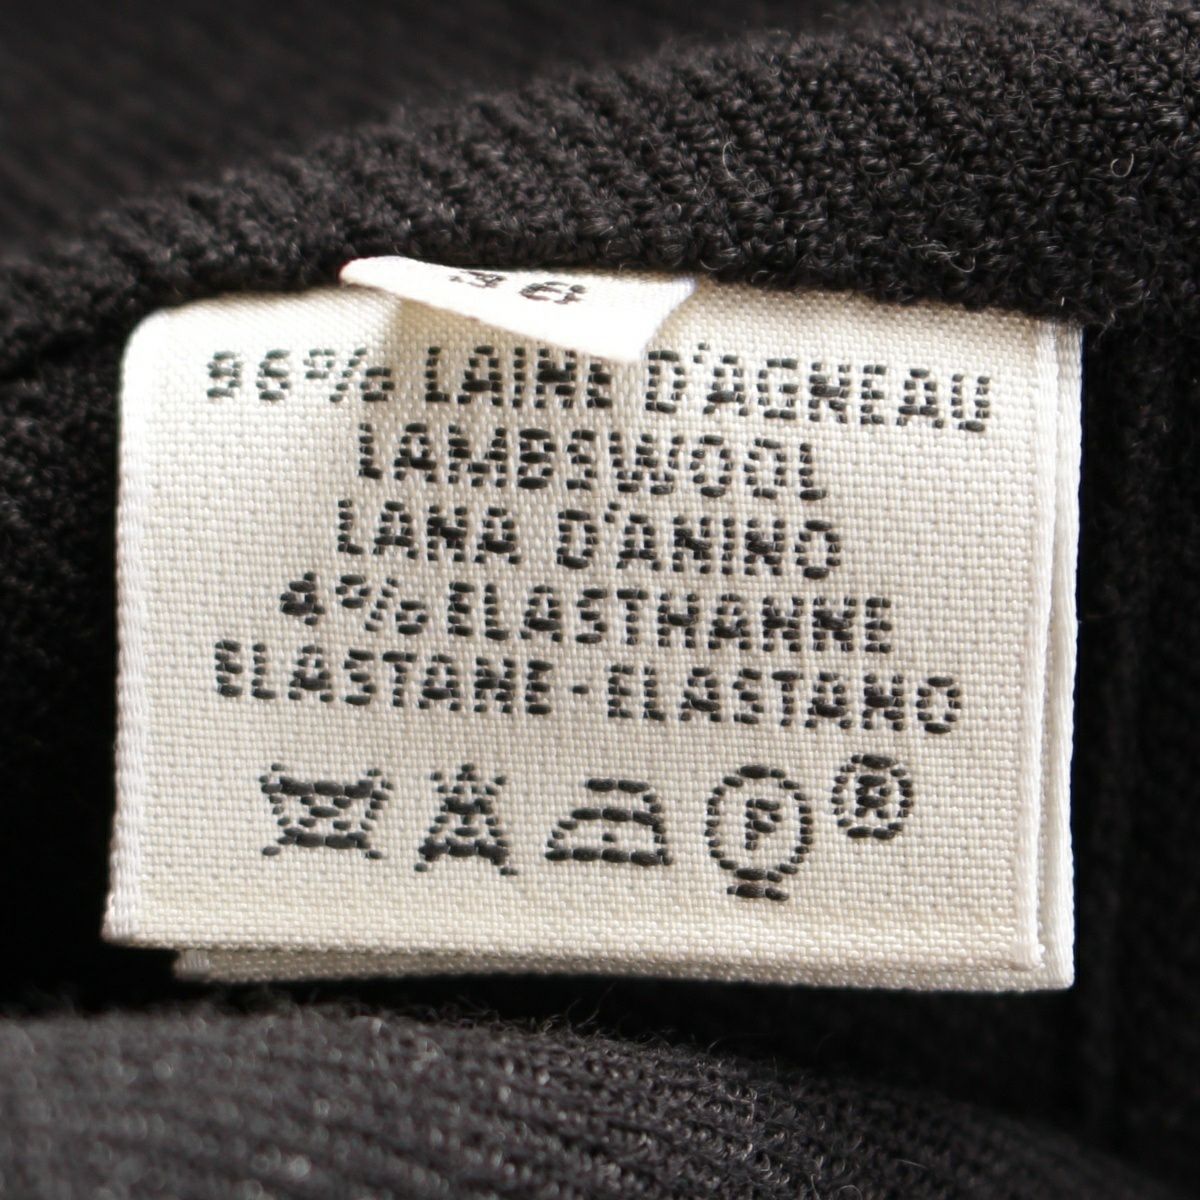 36
96% LAINE D'AGNEAU
LAMBSWOOL
LANA D'ANINO
4% ELASTHANNE
ELASTANE - ELASTANO
P ®